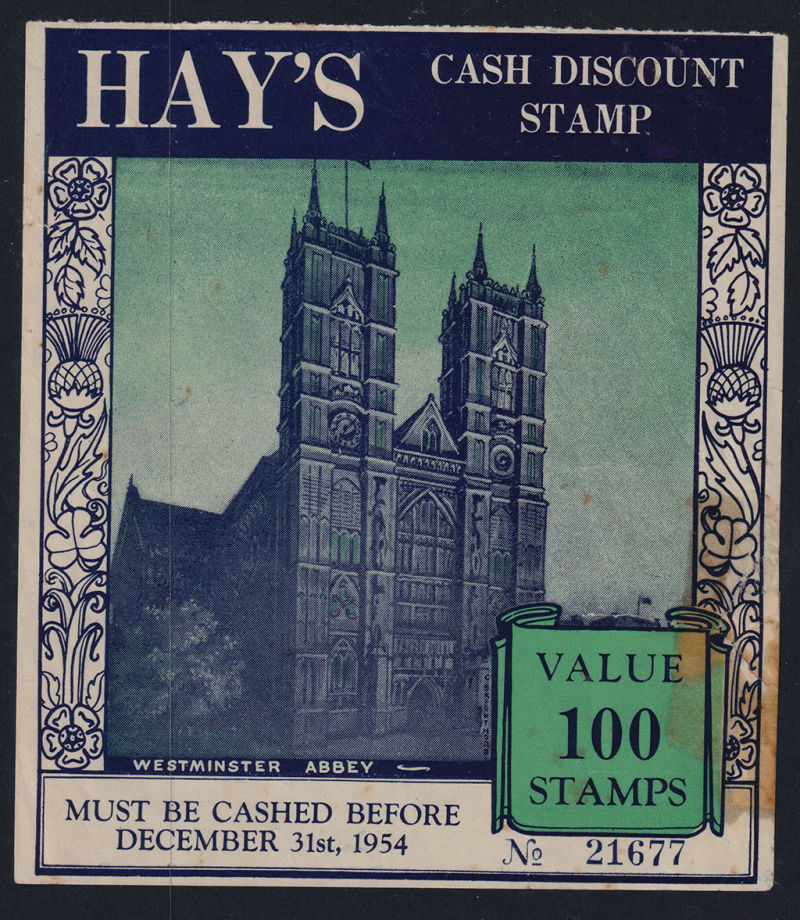 HAY'S
CASH DISCOUNT
STAMP
WESTMINSTER ABBEY
VALUE
100
STAMPS
MUST BE CASHED BEFORE
DECEMBER 31st, 1954
№ 21677